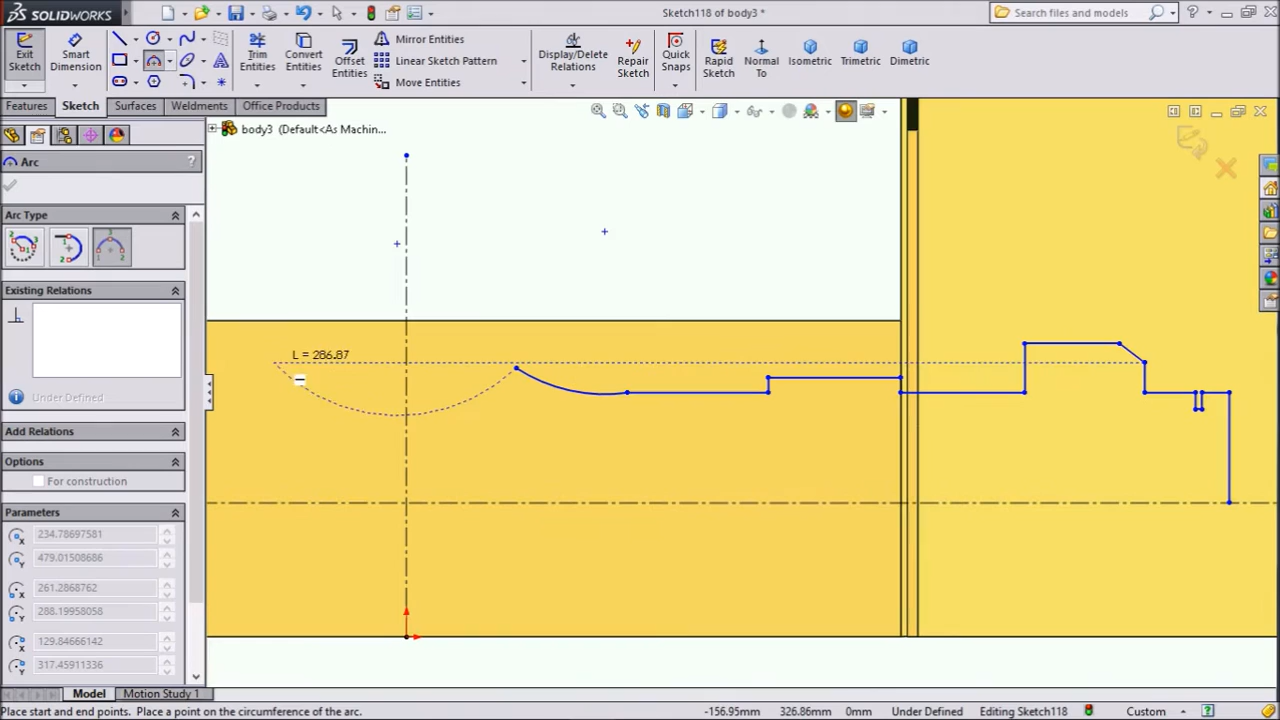 SOLIDWORKS
Sketch118 of body3 *
Search files and models
Exit Sketch
Smart Dimension
Trim Entities
Convert Entities
Offset Entities
Mirror Entities
Linear Sketch Pattern
Move Entities
Display/Delete Relations
Repair Sketch
Quick Snaps
Rapid Sketch
Normal To
Isometric
Trimetric
Dimetric
Features
Sketch
Surfaces
Weldments
Office Products
body3 (Default<As Machin...
Arc
?
Arc Type
Existing Relations
Under Defined
Add Relations
Options
For construction
Parameters
234.78697581
479.01508686
261.2868762
288.19958058
129.84666142
317.45911336
L = 286.87
Model
Motion Study 1
Place start and end points. Place a point on the circumference of the arc.
-156.95mm
326.86mm
0mm
Under Defined
Editing Sketch118
Custom